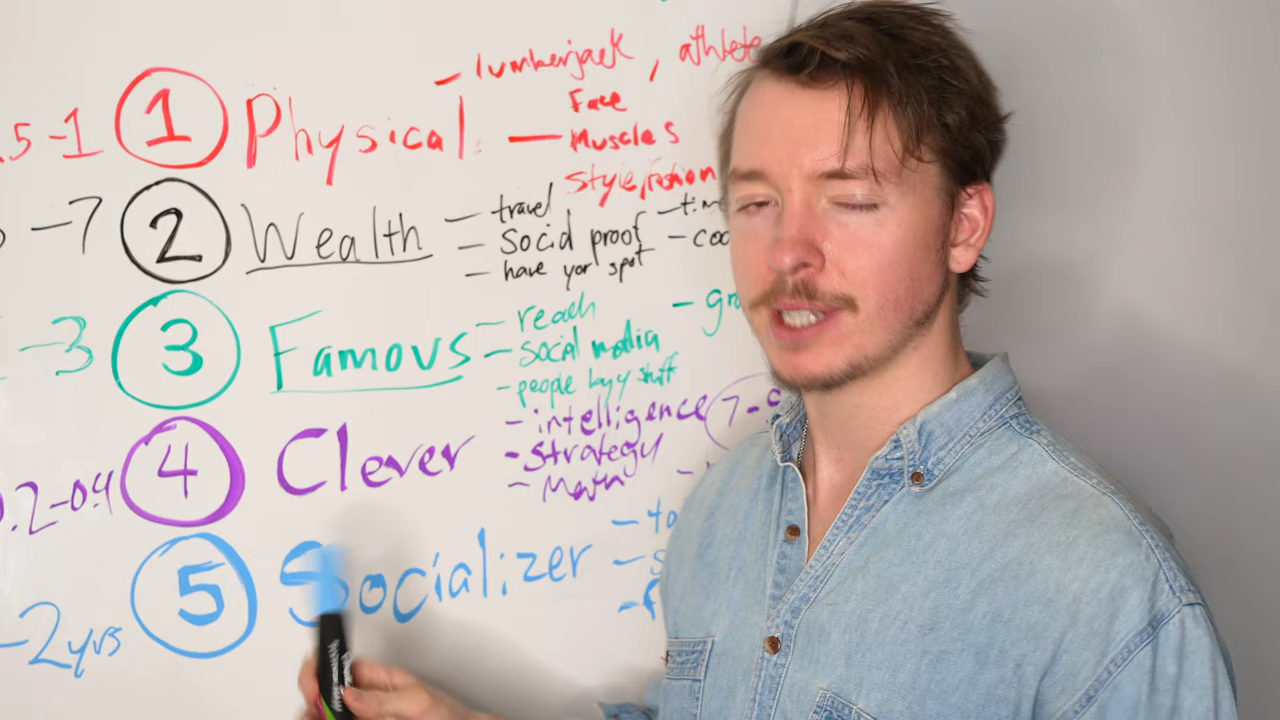 .5-1 1 Physical - lumberjack, athlete
Face
- Muscles
Style, fashion
-7 2 Wealth - travel
- Social proof
- have yor spot
-3 3 Famous - reach
- social media
- people buy stuff
.2-0.4 4 Clever - intelligence
- strategy
- Math
-2yrs 5 Socializer